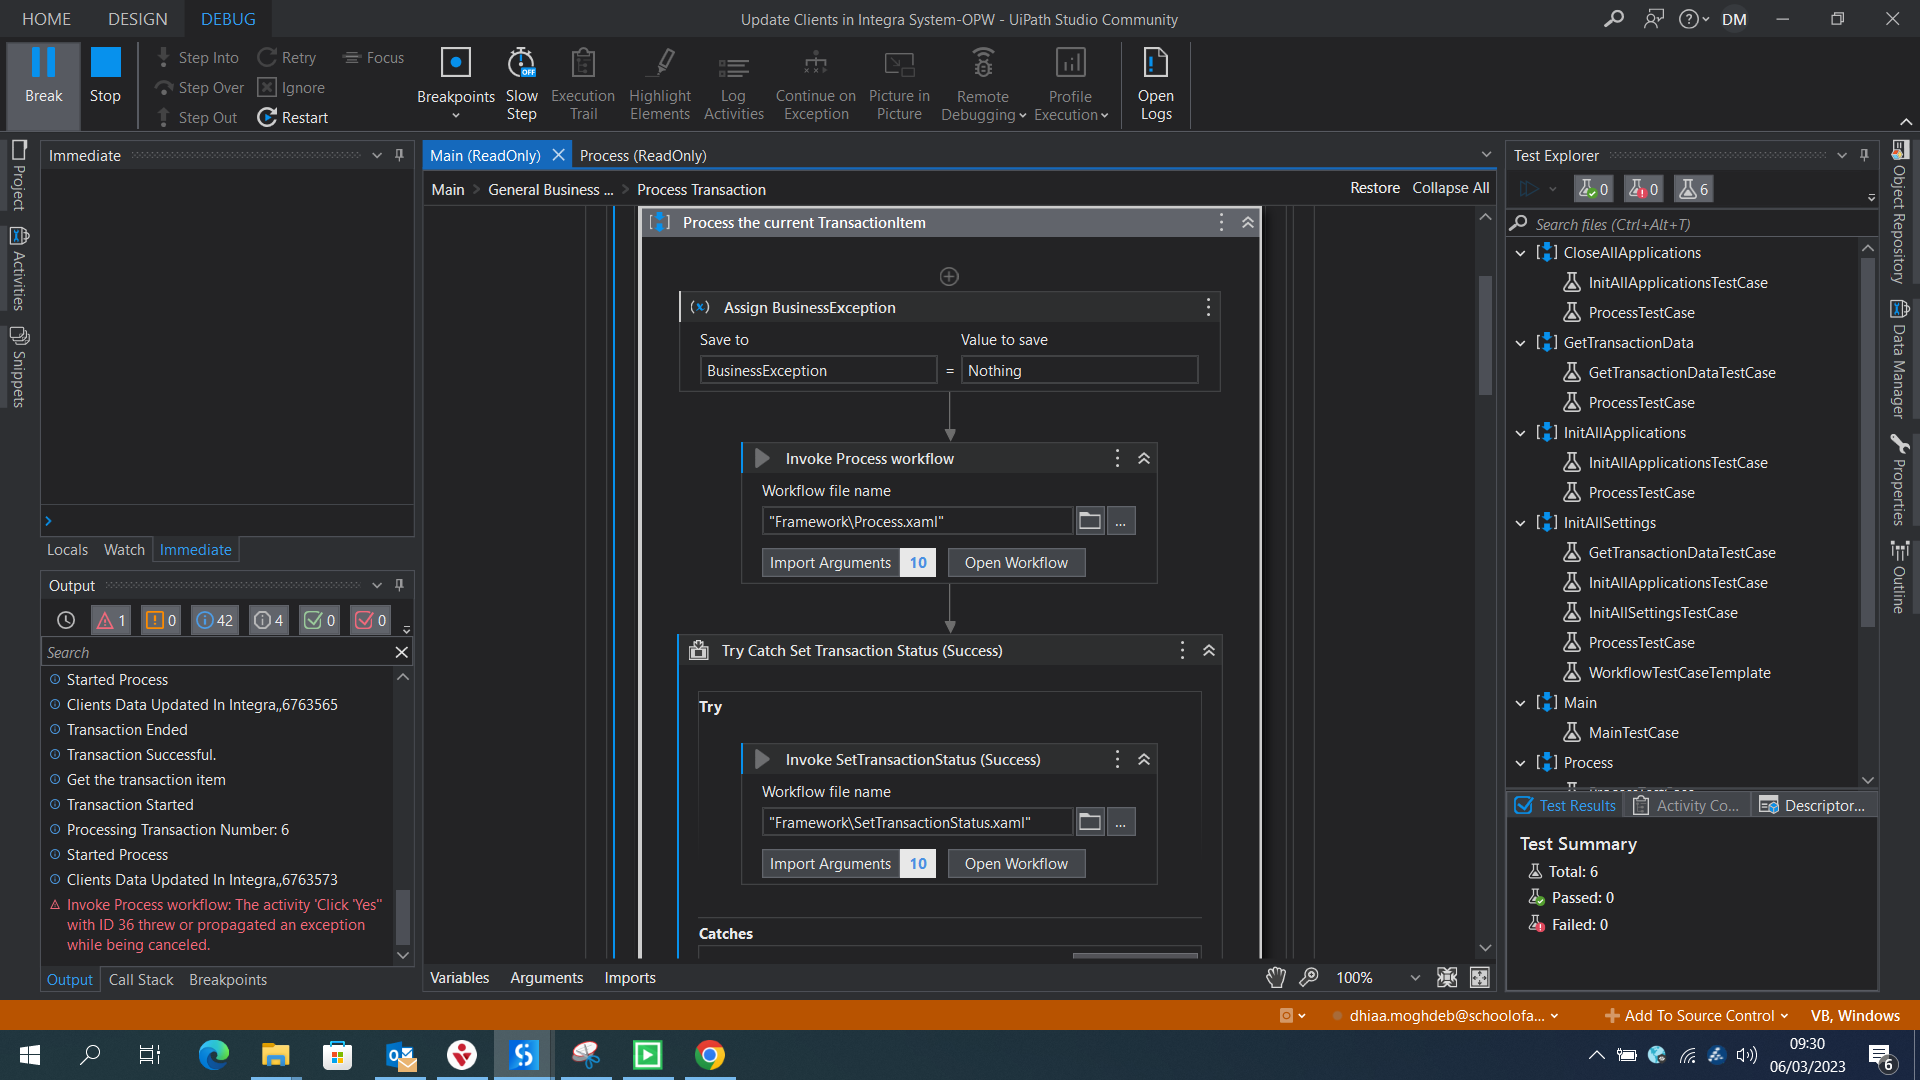 HOME
DESIGN
DEBUG
Update Clients in Integra System-OPW - UiPath Studio Community
DM
Break
Stop
Step Into
Step Over
Step Out
Retry
Ignore
Restart
Focus
Breakpoints
Slow
Step
OFF
Execution
Trail
Highlight
Elements
Log
Activities
Continue on
Exception
Picture in
Picture
Remote
Debugging
Profile
Execution
Open
Logs
Project
Activities
Snippets
Immediate
Locals
Watch
Immediate
Output
1
0
42
4
0
0
Search
Started Process
Clients Data Updated In Integra,,6763565
Transaction Ended
Transaction Successful.
Get the transaction item
Transaction Started
Processing Transaction Number: 6
Started Process
Clients Data Updated In Integra,,6763573
Invoke Process workflow: The activity 'Click 'Yes''
with ID 36 threw or propagated an exception
while being canceled.
Output
Call Stack
Breakpoints
Main (ReadOnly)
Process (ReadOnly)
Main > General Business ... > Process Transaction
Restore
Collapse All
Process the current TransactionItem
(x) Assign BusinessException
Save to
Value to save
BusinessException = Nothing
Invoke Process workflow
Workflow file name
"Framework\Process.xaml"
...
Import Arguments 10
Open Workflow
Try Catch Set Transaction Status (Success)
Try
Invoke SetTransactionStatus (Success)
Workflow file name
"Framework\SetTransactionStatus.xaml"
...
Import Arguments 10
Open Workflow
Catches
Variables
Arguments
Imports
100%
Test Explorer
0
0
6
Search files (Ctrl+Alt+T)
CloseAllApplications
InitAllApplicationsTestCase
ProcessTestCase
GetTransactionData
GetTransactionDataTestCase
ProcessTestCase
InitAllApplications
InitAllApplicationsTestCase
ProcessTestCase
InitAllSettings
GetTransactionDataTestCase
InitAllApplicationsTestCase
InitAllSettingsTestCase
ProcessTestCase
WorkflowTestCaseTemplate
Main
MainTestCase
Process
Test Results
Activity Co...
Descriptor...
Test Summary
Total: 6
Passed: 0
Failed: 0
Object Repository
Data Manager
Properties
Outline
dhiaa.moghdeb@schoolofa...
Add To Source Control
VB, Windows
09:30
06/03/2023
6